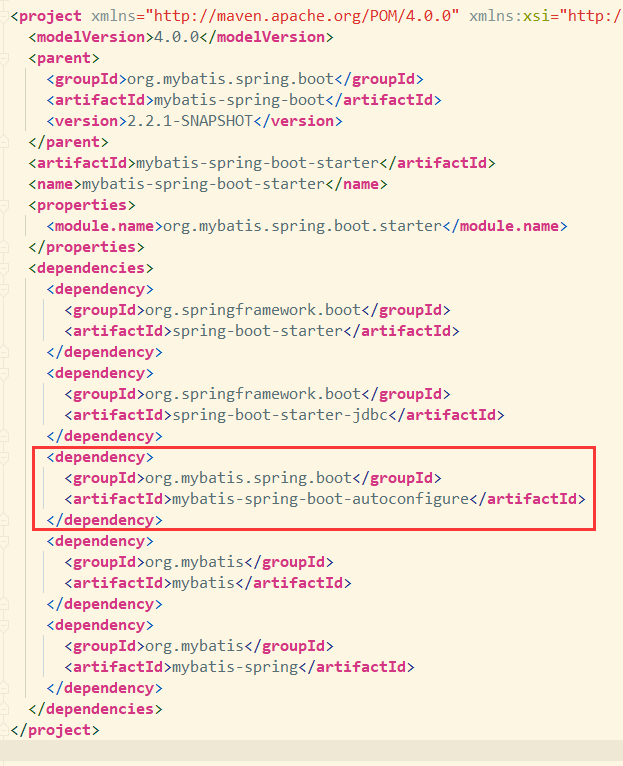 <project xmlns="http://maven.apache.org/POM/4.0.0" xmlns:xsi="http:/
<modelVersion>4.0.0</modelVersion>
<parent>
<groupId>org.mybatis.spring.boot</groupId>
<artifactId>mybatis-spring-boot</artifactId>
<version>2.2.1-SNAPSHOT</version>
</parent>
<artifactId>mybatis-spring-boot-starter</artifactId>
<name>mybatis-spring-boot-starter</name>
<properties>
<module.name>org.mybatis.spring.boot.starter</module.name>
</properties>
<dependencies>
<dependency>
<groupId>org.springframework.boot</groupId>
<artifactId>spring-boot-starter</artifactId>
</dependency>
<dependency>
<groupId>org.springframework.boot</groupId>
<artifactId>spring-boot-starter-jdbc</artifactId>
</dependency>
<dependency>
<groupId>org.mybatis.spring.boot</groupId>
<artifactId>mybatis-spring-boot-autoconfigure</artifactId>
</dependency>
<dependency>
<groupId>org.mybatis</groupId>
<artifactId>mybatis</artifactId>
</dependency>
<dependency>
<groupId>org.mybatis</groupId>
<artifactId>mybatis-spring</artifactId>
</dependency>
</dependencies>
</project>